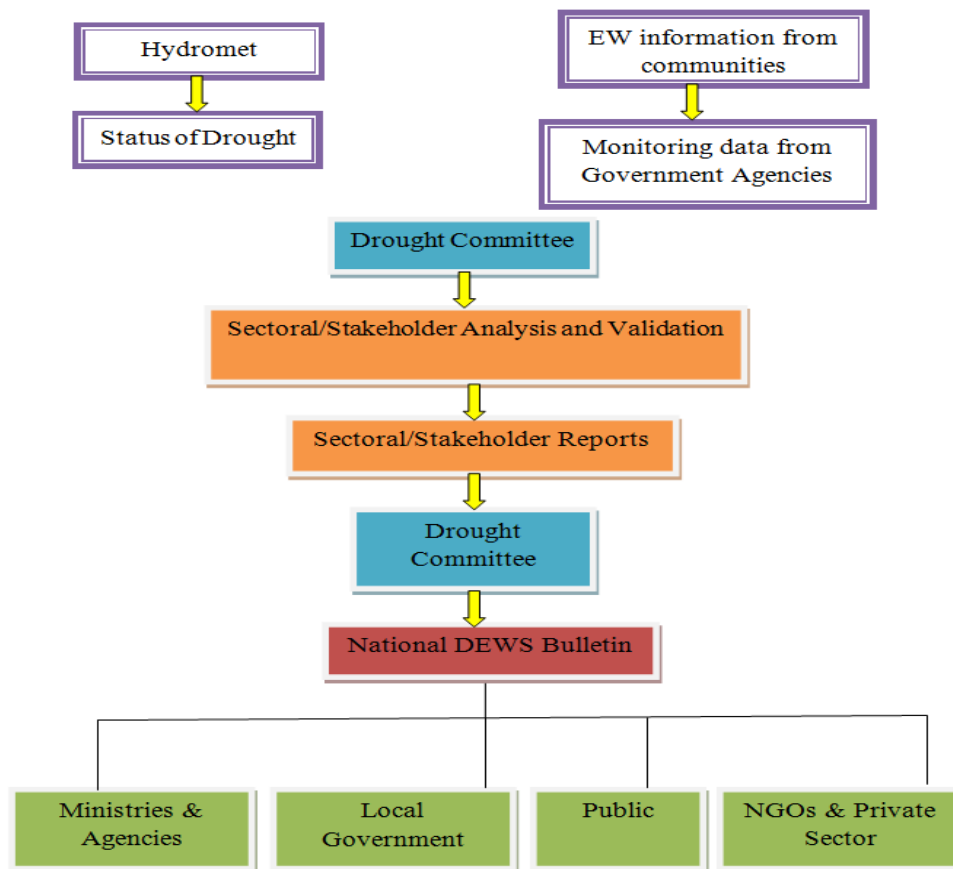 Hydromet
Status of Drought
EW information from
communities
Monitoring data from
Government Agencies
Drought Committee
Sectoral/Stakeholder Analysis and Validation
Sectoral/Stakeholder Reports
Drought
Committee
National DEWS Bulletin
Ministries &
Agencies
Local
Government
Public
NGOs & Private
Sector